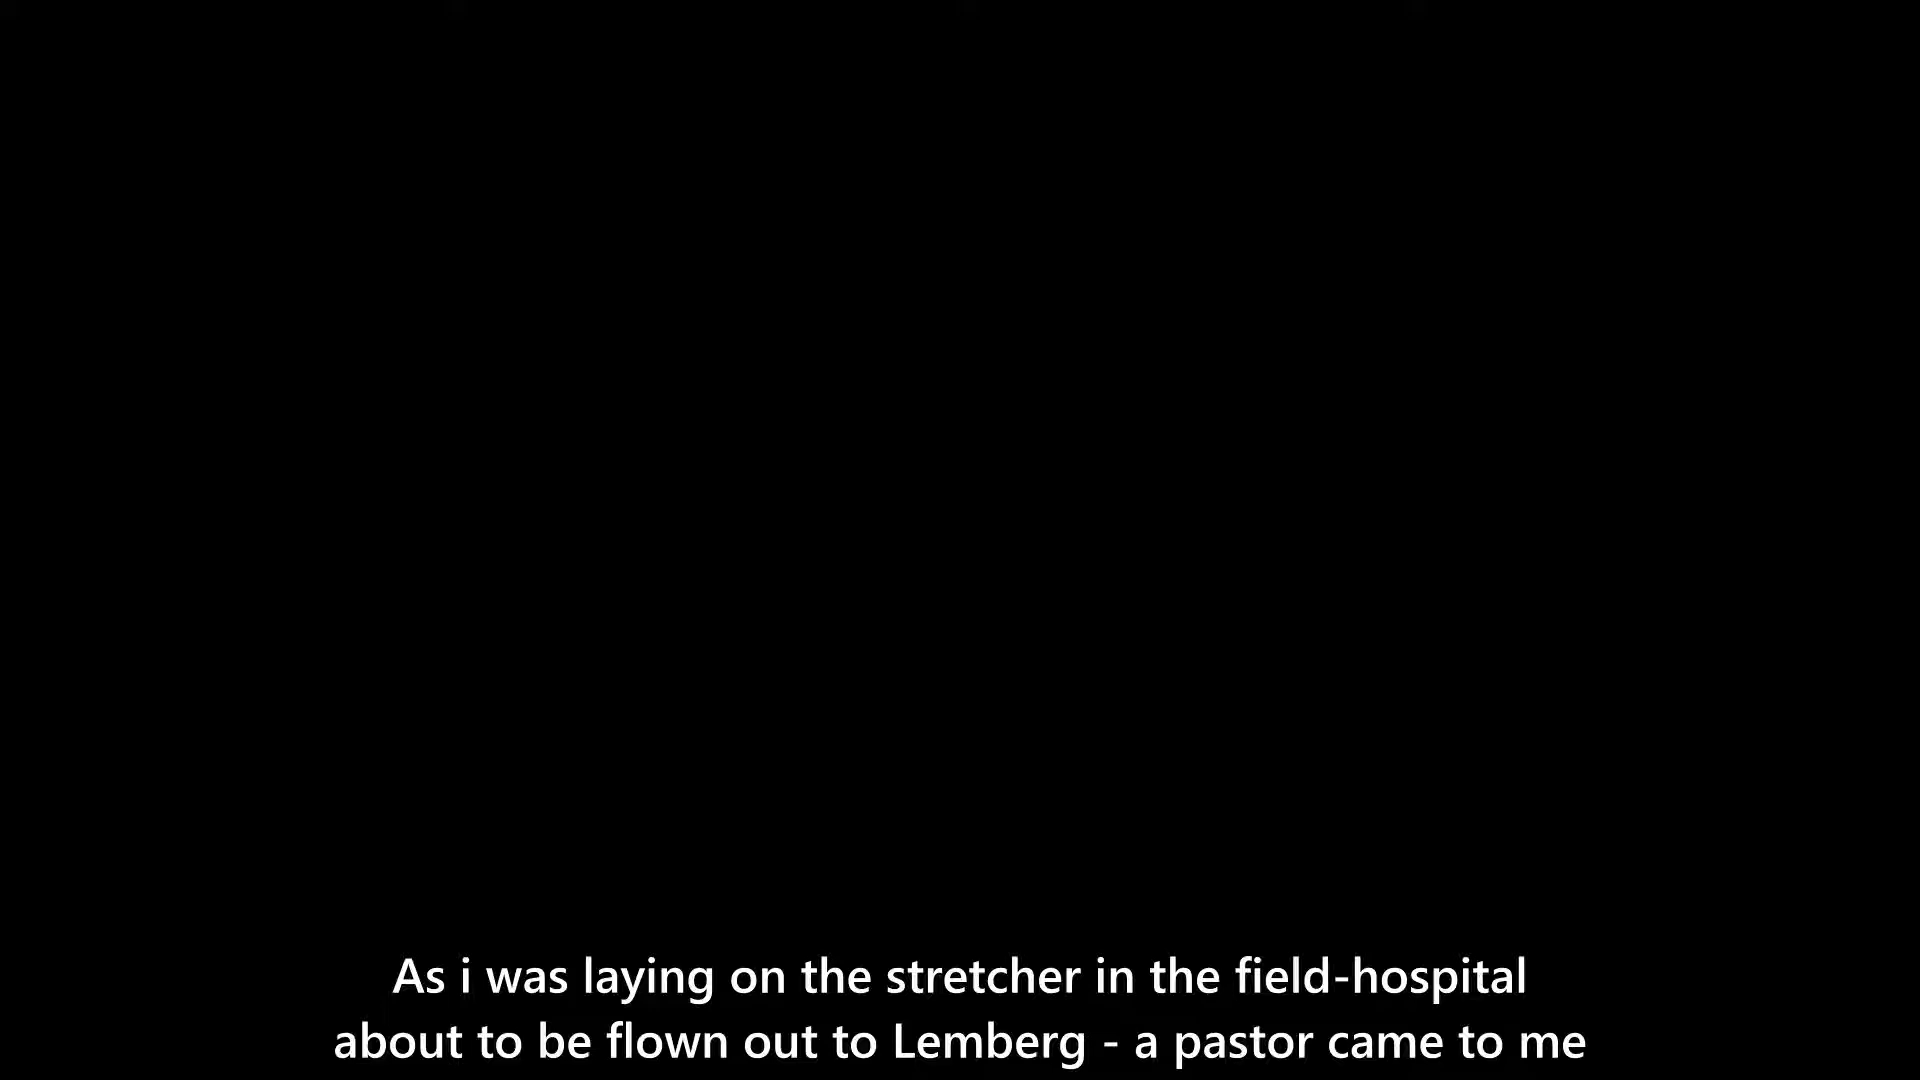 As i was laying on the stretcher in the field-hospital
about to be flown out to Lemberg - a pastor came to me